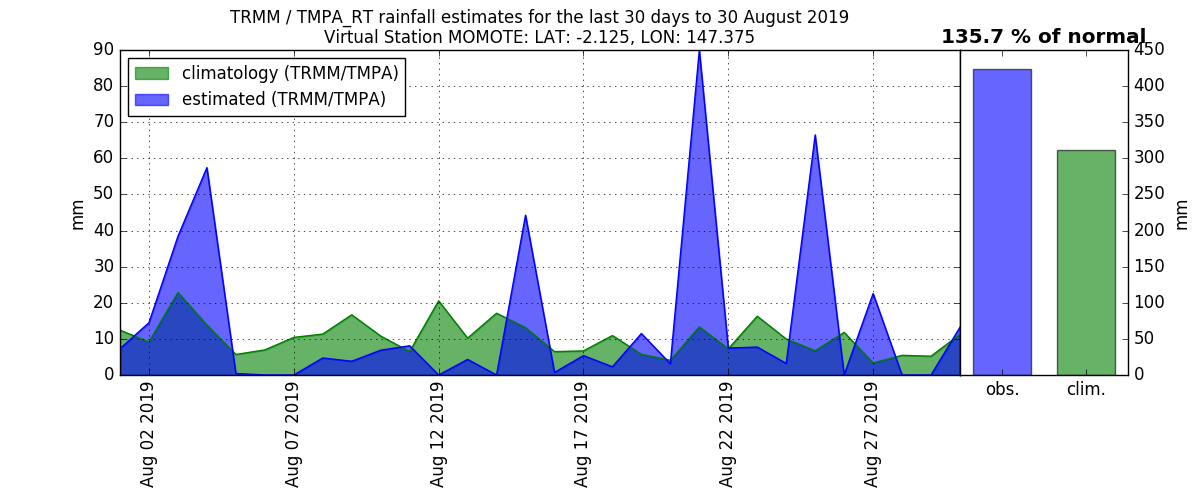 TRMM / TMPA_RT rainfall estimates for the last 30 days to 30 August 2019
Virtual Station MOMOTE: LAT: -2.125, LON: 147.375
135.7 % of normal
climatology (TRMM/TMPA)
estimated (TRMM/TMPA)
90
80
70
60
50
40
30
20
10
0
mm
Aug 02 2019
Aug 07 2019
Aug 12 2019
Aug 17 2019
Aug 22 2019
Aug 27 2019
obs.
clim.
450
400
350
300
250
200
150
100
50
0
mm